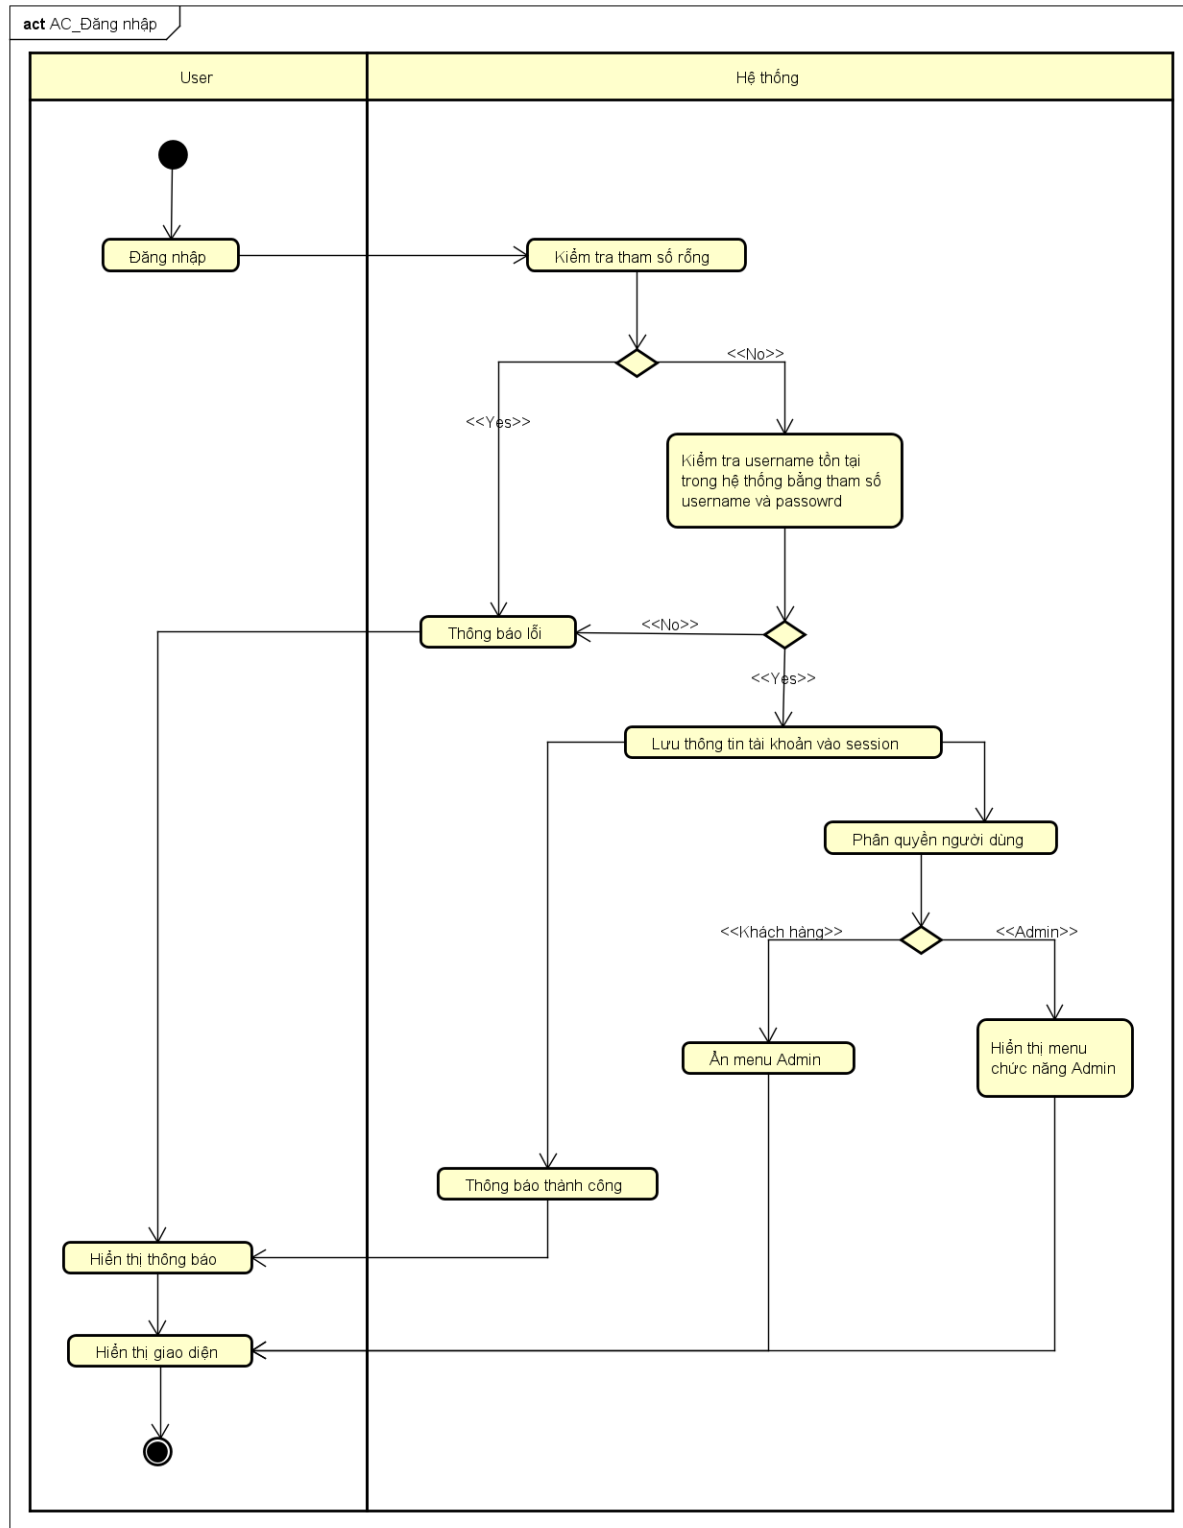 act AC_Đăng nhập
User
Hệ thống
Đăng nhập
Kiểm tra tham số rỗng
<<No>>
<<Yes>>
Kiểm tra username tồn tại
trong hệ thống bằng tham số
username và passowrd
Thông báo lỗi
<<No>>
<<Yes>>
Lưu thông tin tài khoản vào session
Phân quyền người dùng
<<Khách hàng>>
<<Admin>>
Ẩn menu Admin
Hiển thị menu
chức năng Admin
Thông báo thành công
Hiển thị thông báo
Hiển thị giao diện